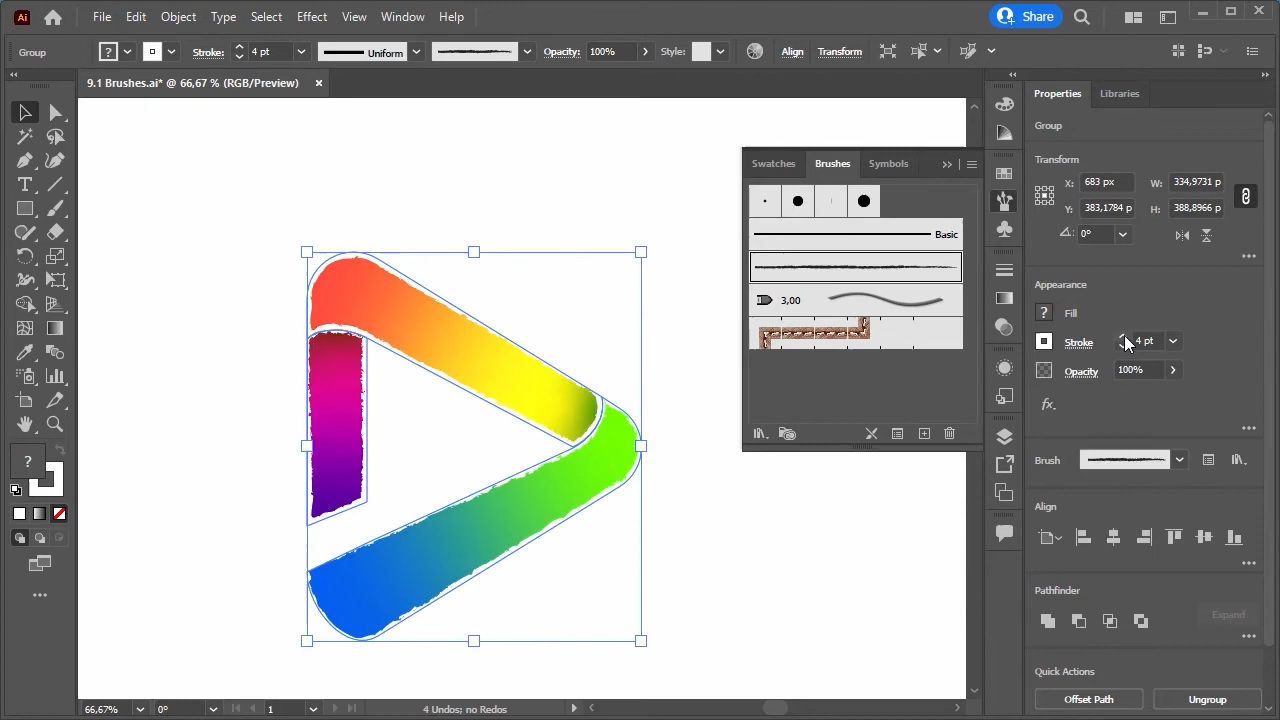 Ai File Edit Object Type Select Effect View Window Help Share
Group ? Stroke: 4 pt Uniform Opacity: 100% Style: Align Transform
9.1 Brushes.ai* @ 66,67 % (RGB/Preview)
Properties Libraries
Group
Transform
X: 683 px W: 334,9731 p
Y: 383,1784 p H: 388,8966 p
0°
Appearance
? Fill
Stroke 4 pt
Opacity 100%
fx.
Brush
Align
Pathfinder
Expand
Quick Actions
Offset Path Ungroup
Swatches Brushes Symbols
Basic
3,00
?
66,67% 0° 1 4 Undos; no Redos